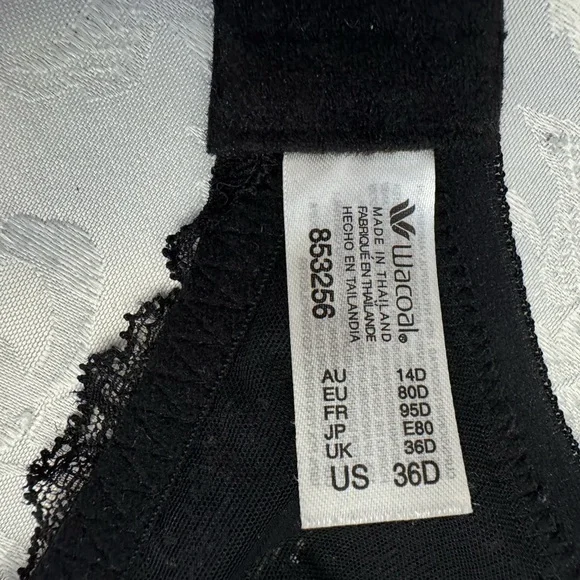 wacoal®
MADE IN THAILAND
FABRIQUÉ EN THAÏLANDE
HECHO EN TAILANDIA
853256
AU 14D
EU 80D
FR 95D
JP E80
UK 36D
US 36D